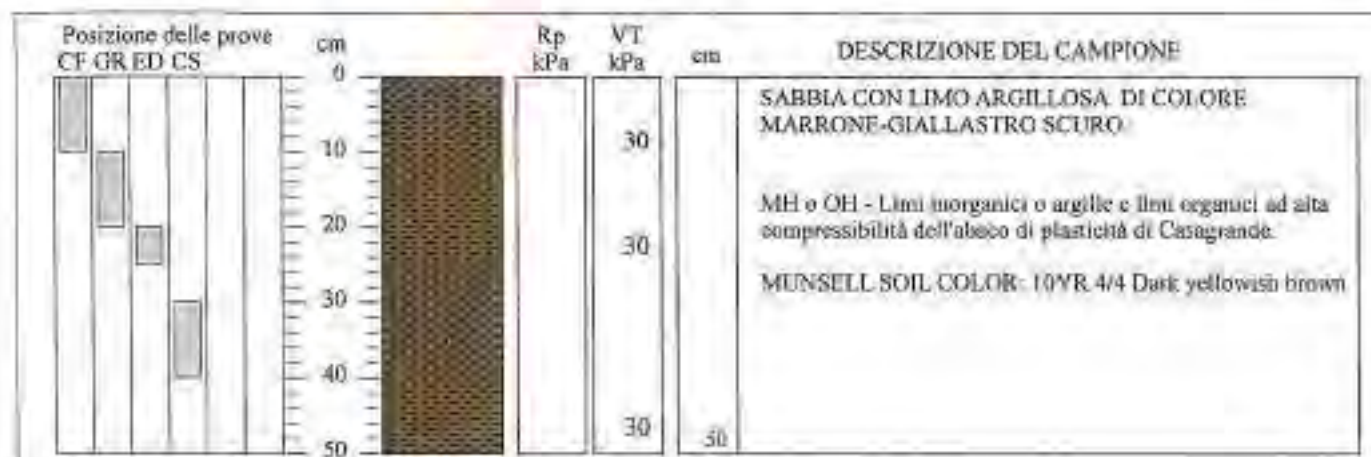 Posizione delle prove
CF GR ED CS
cm
0
10
20
30
40
50
Rp
kPa
VT
kPa
30
30
30
cm
50
DESCRIZIONE DEL CAMPIONE
SABBIA CON LIMO ARGILLOSA DI COLORE
MARRONE-GIALLASTRO SCURO.
MH o OH - Limi inorganici o argille e limi organici ad alta
compressibilità dell'abaco di plasticità di Casagrande.
MUNSELL SOIL COLOR: 10YR 4/4 Dark yellowish brown